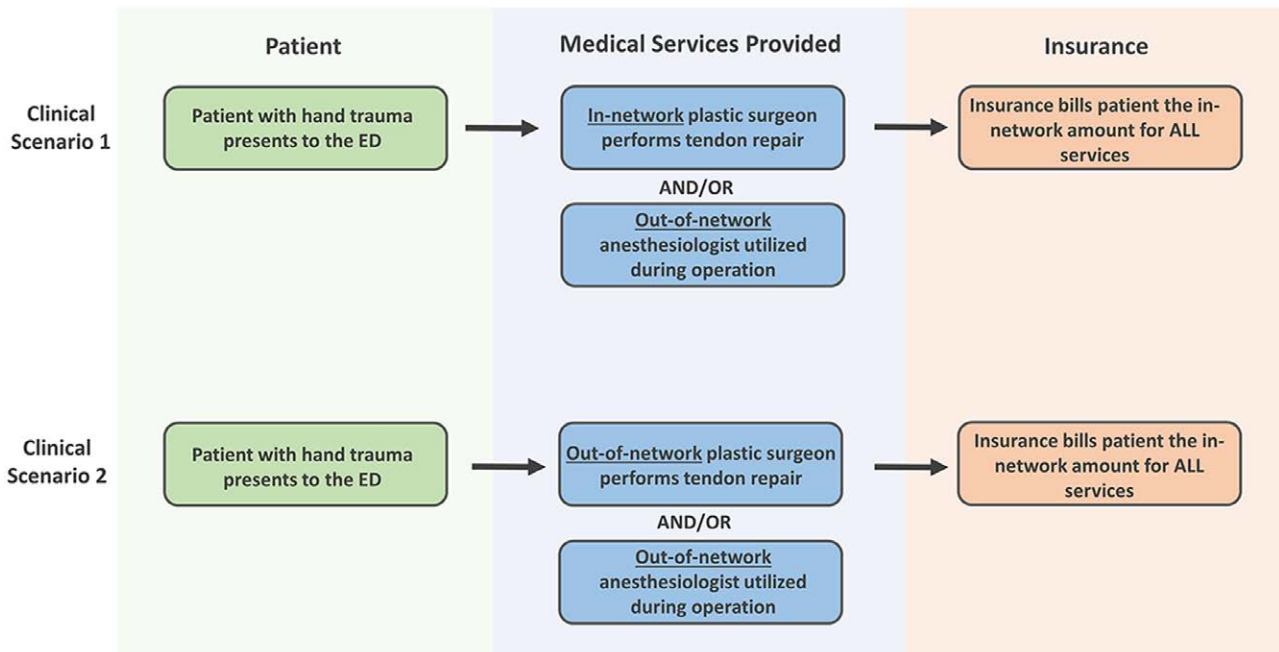 Patient
Medical Services Provided
Insurance
Clinical
Scenario 1
Patient with hand trauma
presents to the ED
In-network plastic surgeon
performs tendon repair
AND/OR
Out-of-network
anesthesiologist utilized
during operation
Insurance bills patient the in-
network amount for ALL
services
Clinical
Scenario 2
Patient with hand trauma
presents to the ED
Out-of-network plastic surgeon
performs tendon repair
AND/OR
Out-of-network
anesthesiologist utilized
during operation
Insurance bills patient the in-
network amount for ALL
services